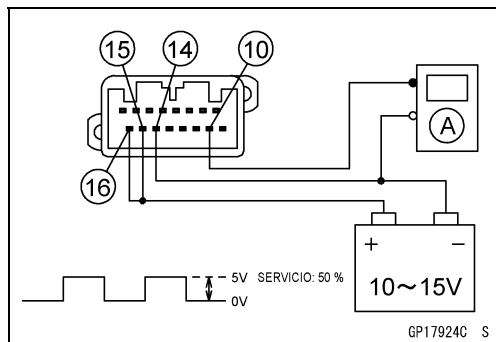 15 14 10
16
A
+ −
10~15V
5V SERVICIO: 50 %
0V
GP17924C S